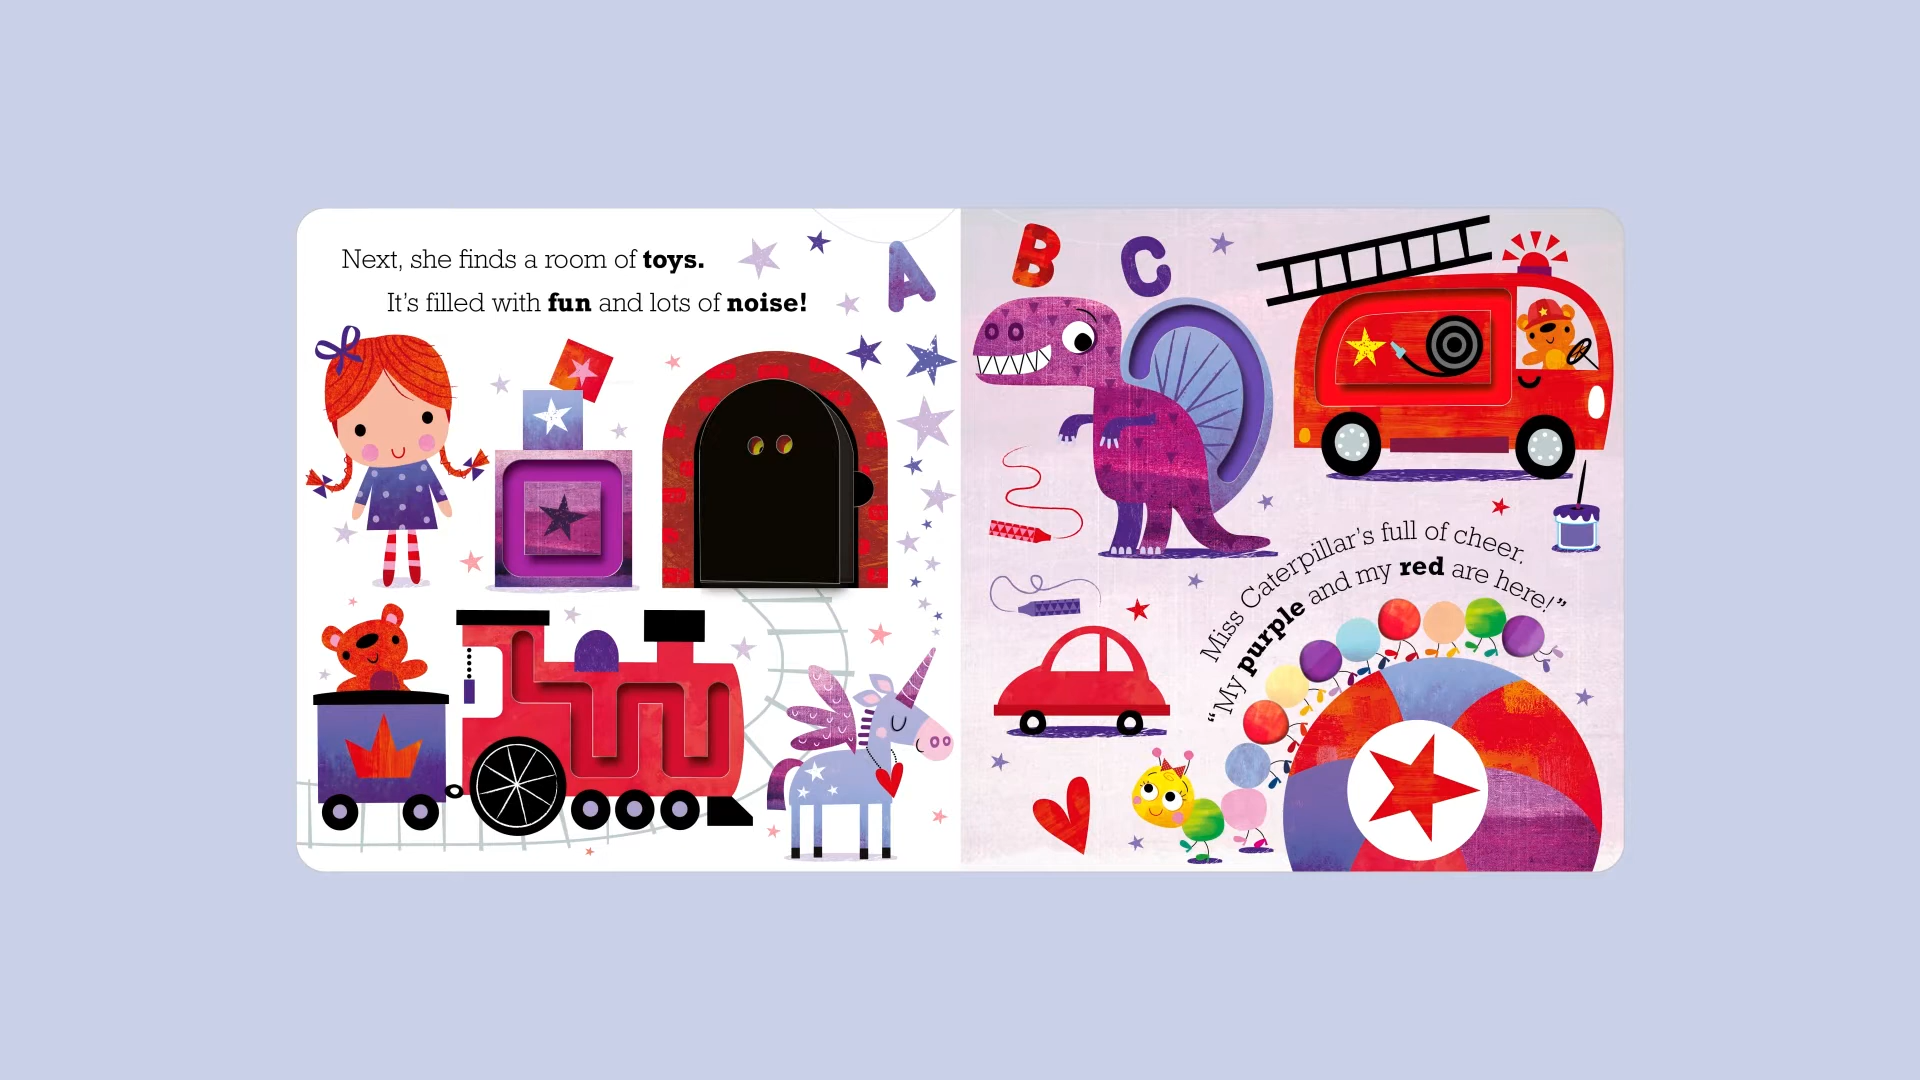 Next, she finds a room of toys.
It's filled with fun and lots of noise!
A
B
C
Miss Caterpillar's full of cheer.
"My purple and my red are here!"